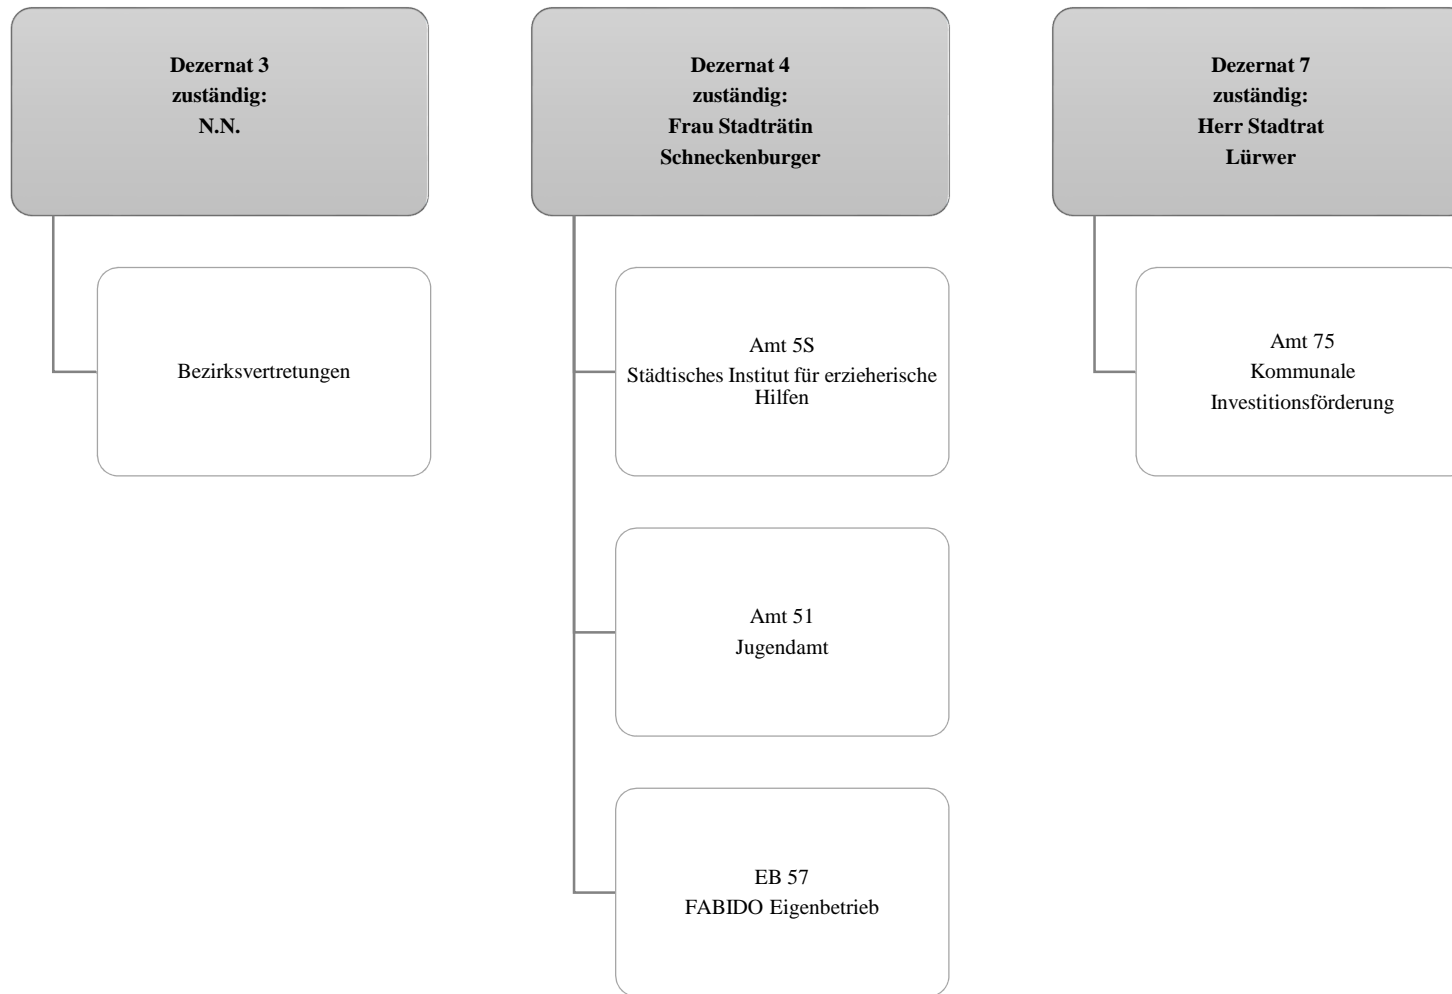 Dezernat 3
zuständig:
N.N.
Bezirksvertretungen
Dezernat 4
zuständig:
Frau Stadträtin
Schneckenburger
Amt 5S
Städtisches Institut für erzieherische
Hilfen
Amt 51
Jugendamt
EB 57
FABIDO Eigenbetrieb
Dezernat 7
zuständig:
Herr Stadtrat
Lürwer
Amt 75
Kommunale
Investitionsförderung